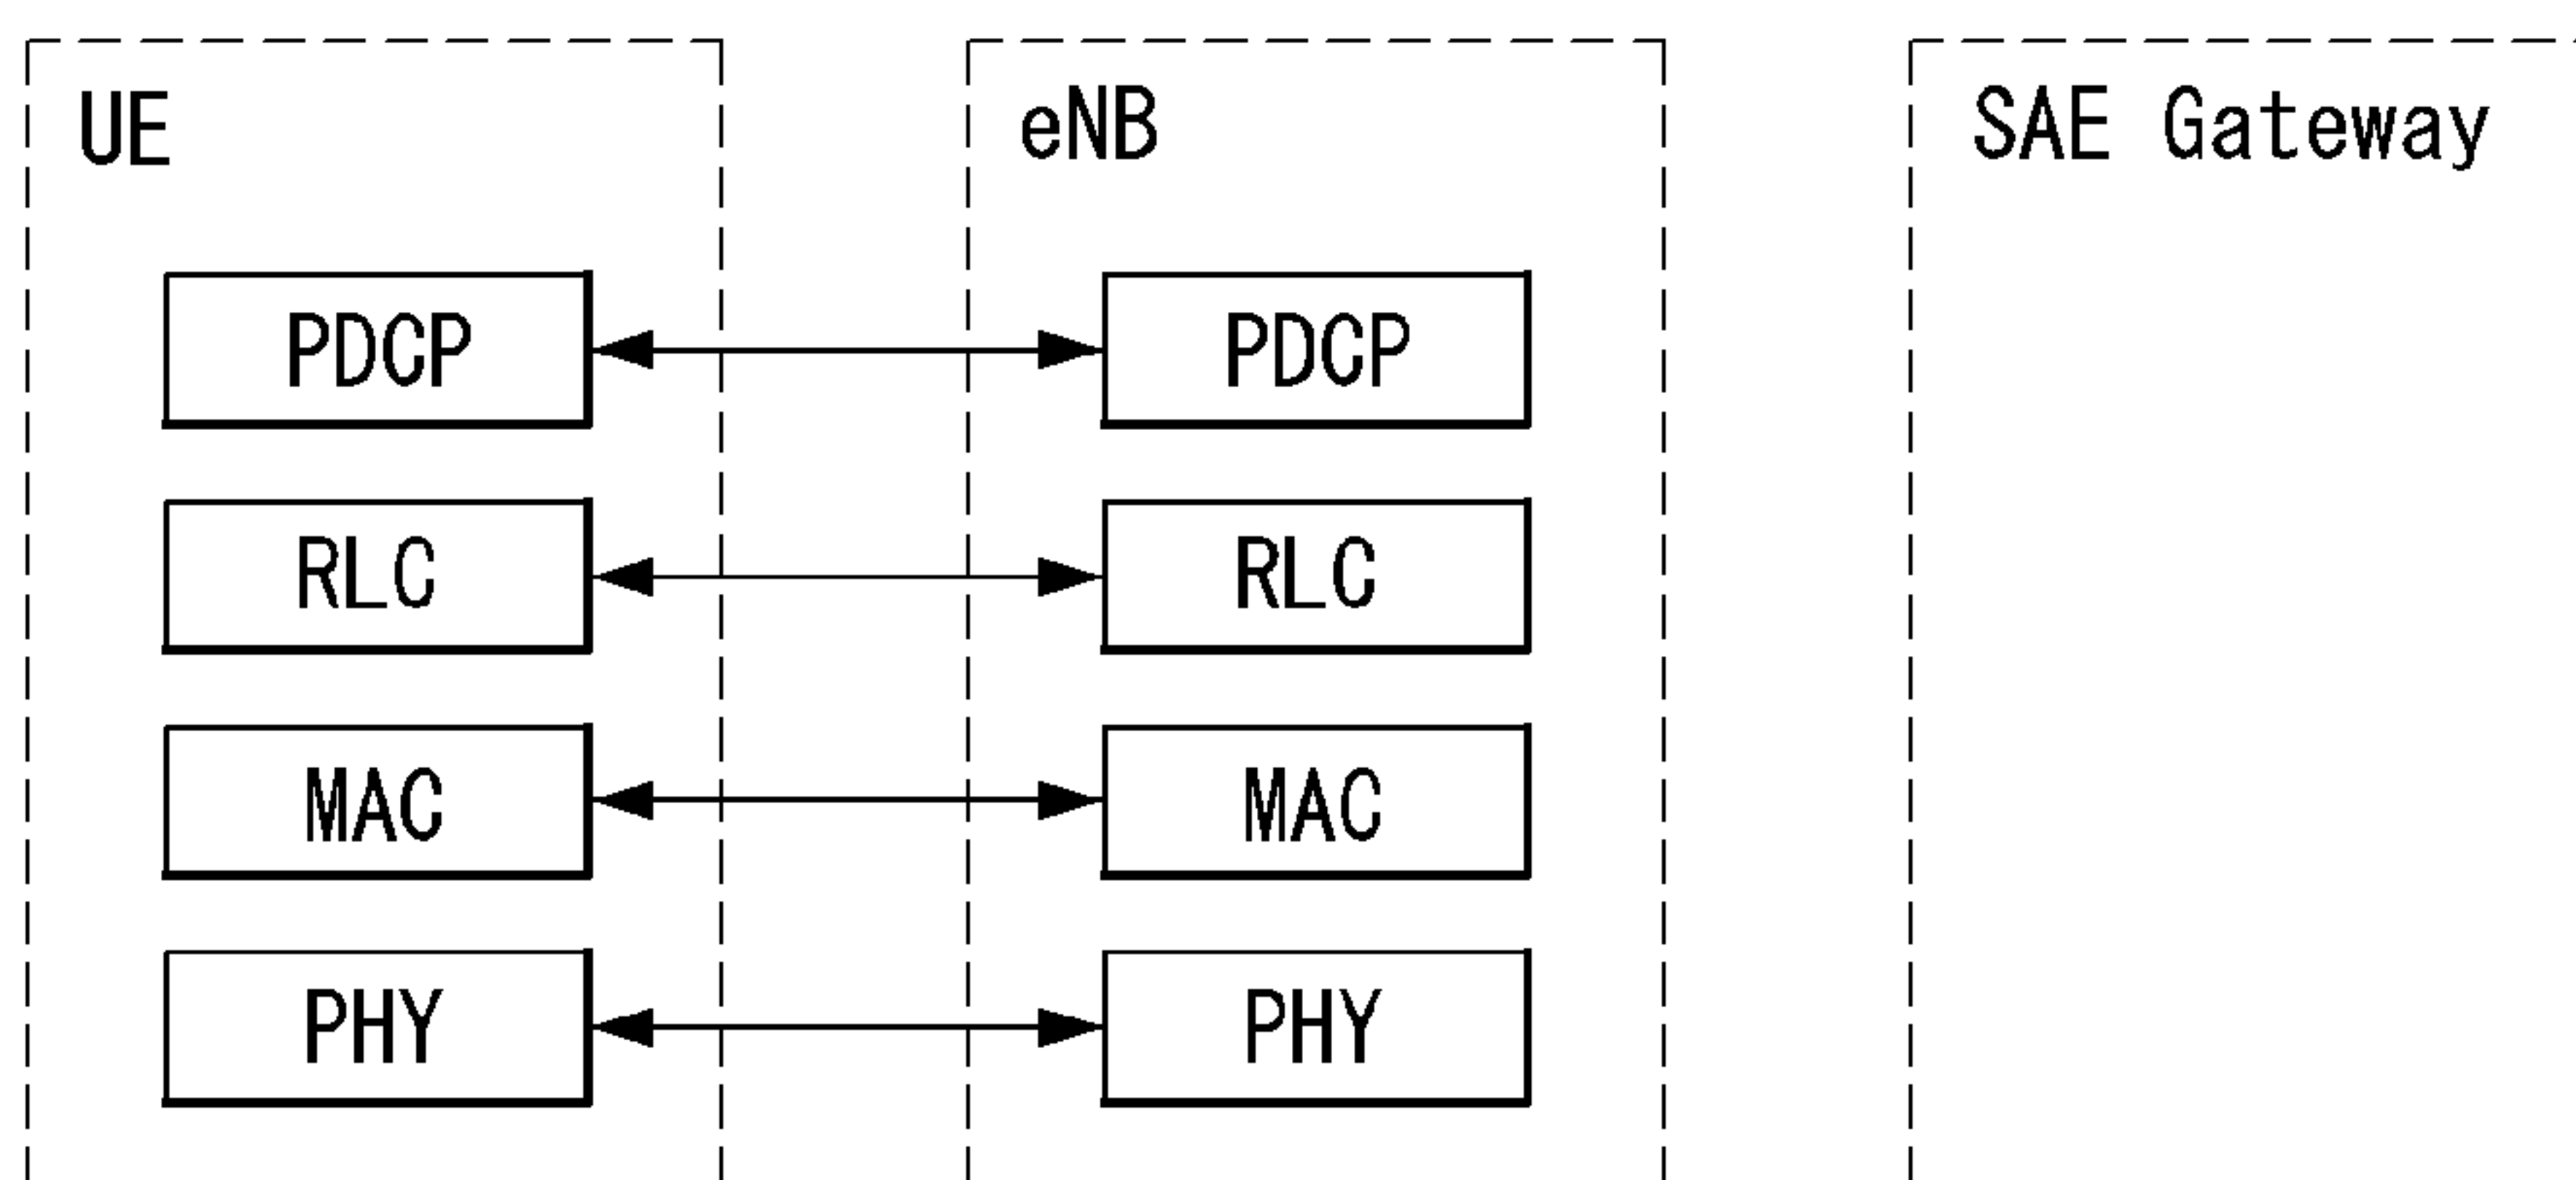 UE
eNB
SAE Gateway
PDCP
PDCP
RLC
RLC
MAC
MAC
PHY
PHY